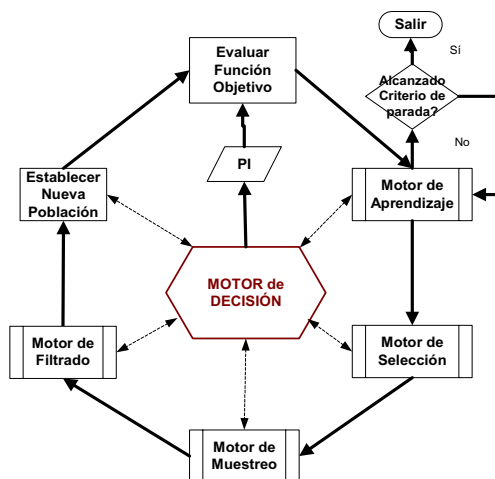 Salir
Sí
Evaluar
Función
Objetivo
Alcanzado
Criterio de
parada?
No
PI
Establecer
Nueva
Población
Motor de
Aprendizaje
MOTOR de
DECISIÓN
Motor de
Filtrado
Motor de
Selección
Motor de
Muestreo